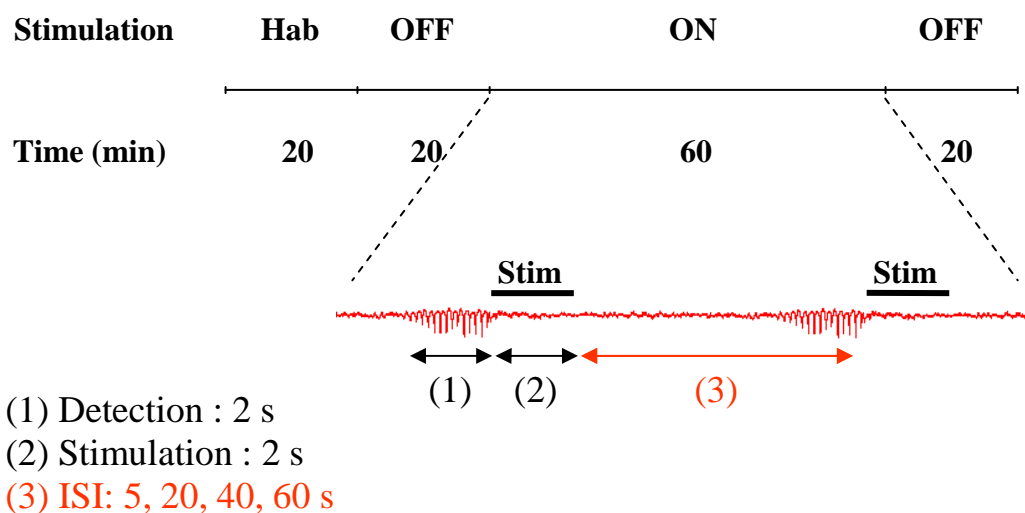 Stimulation Hab OFF ON OFF
Time (min) 20 20 60 20
Stim Stim
(1) (2) (3)
(1) Detection : 2 s
(2) Stimulation : 2 s
(3) ISI: 5, 20, 40, 60 s